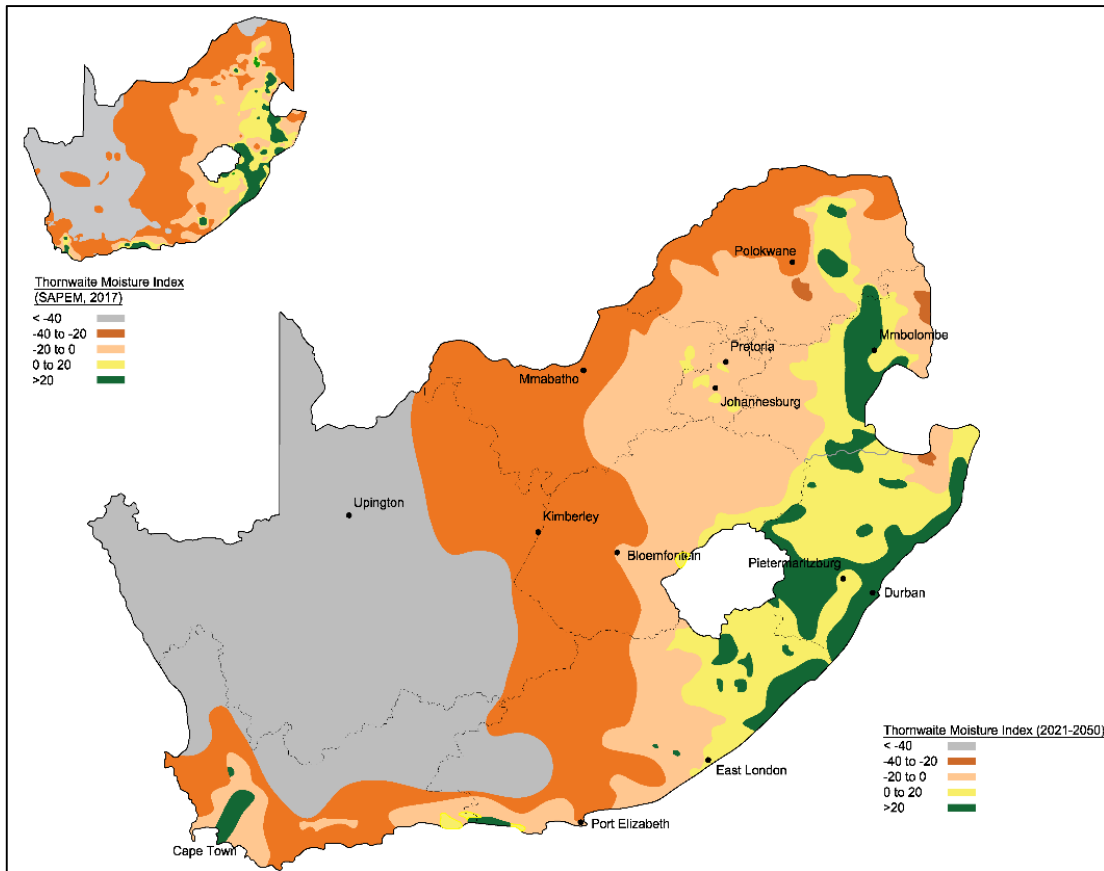 Thornwaite Moisture Index
(SAPEM, 2017)
< -40
-40 to -20
-20 to 0
0 to 20
>20
Polokwane
Mmbolombe
Pretoria
Mmabatho
Johannesburg
Upington
Kimberley
Bloemfontein
Pietermaritzburg
Durban
Thornwaite Moisture Index (2021-2050)
< -40
-40 to -20
-20 to 0
0 to 20
>20
East London
Port Elizabeth
Cape Town